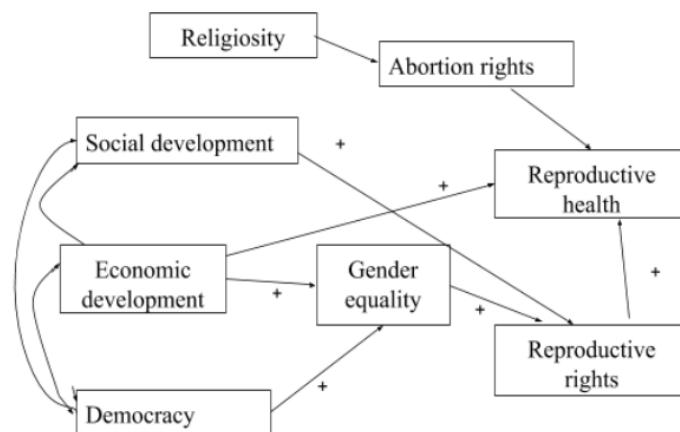 Religiosity
Abortion rights
Social development
+
Reproductive
health
+
Economic
development
Gender
equality
+
+
+
Reproductive
rights
+
Democracy